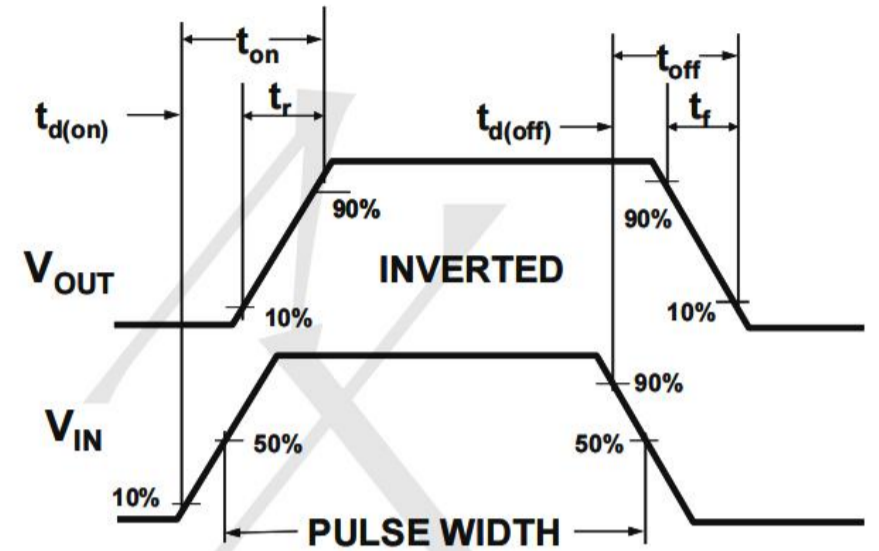 ton
toff
tr
tf
td(on)
td(off)
90%
90%
VOUT
INVERTED
10%
10%
90%
VIN
50%
50%
10%
PULSE WIDTH